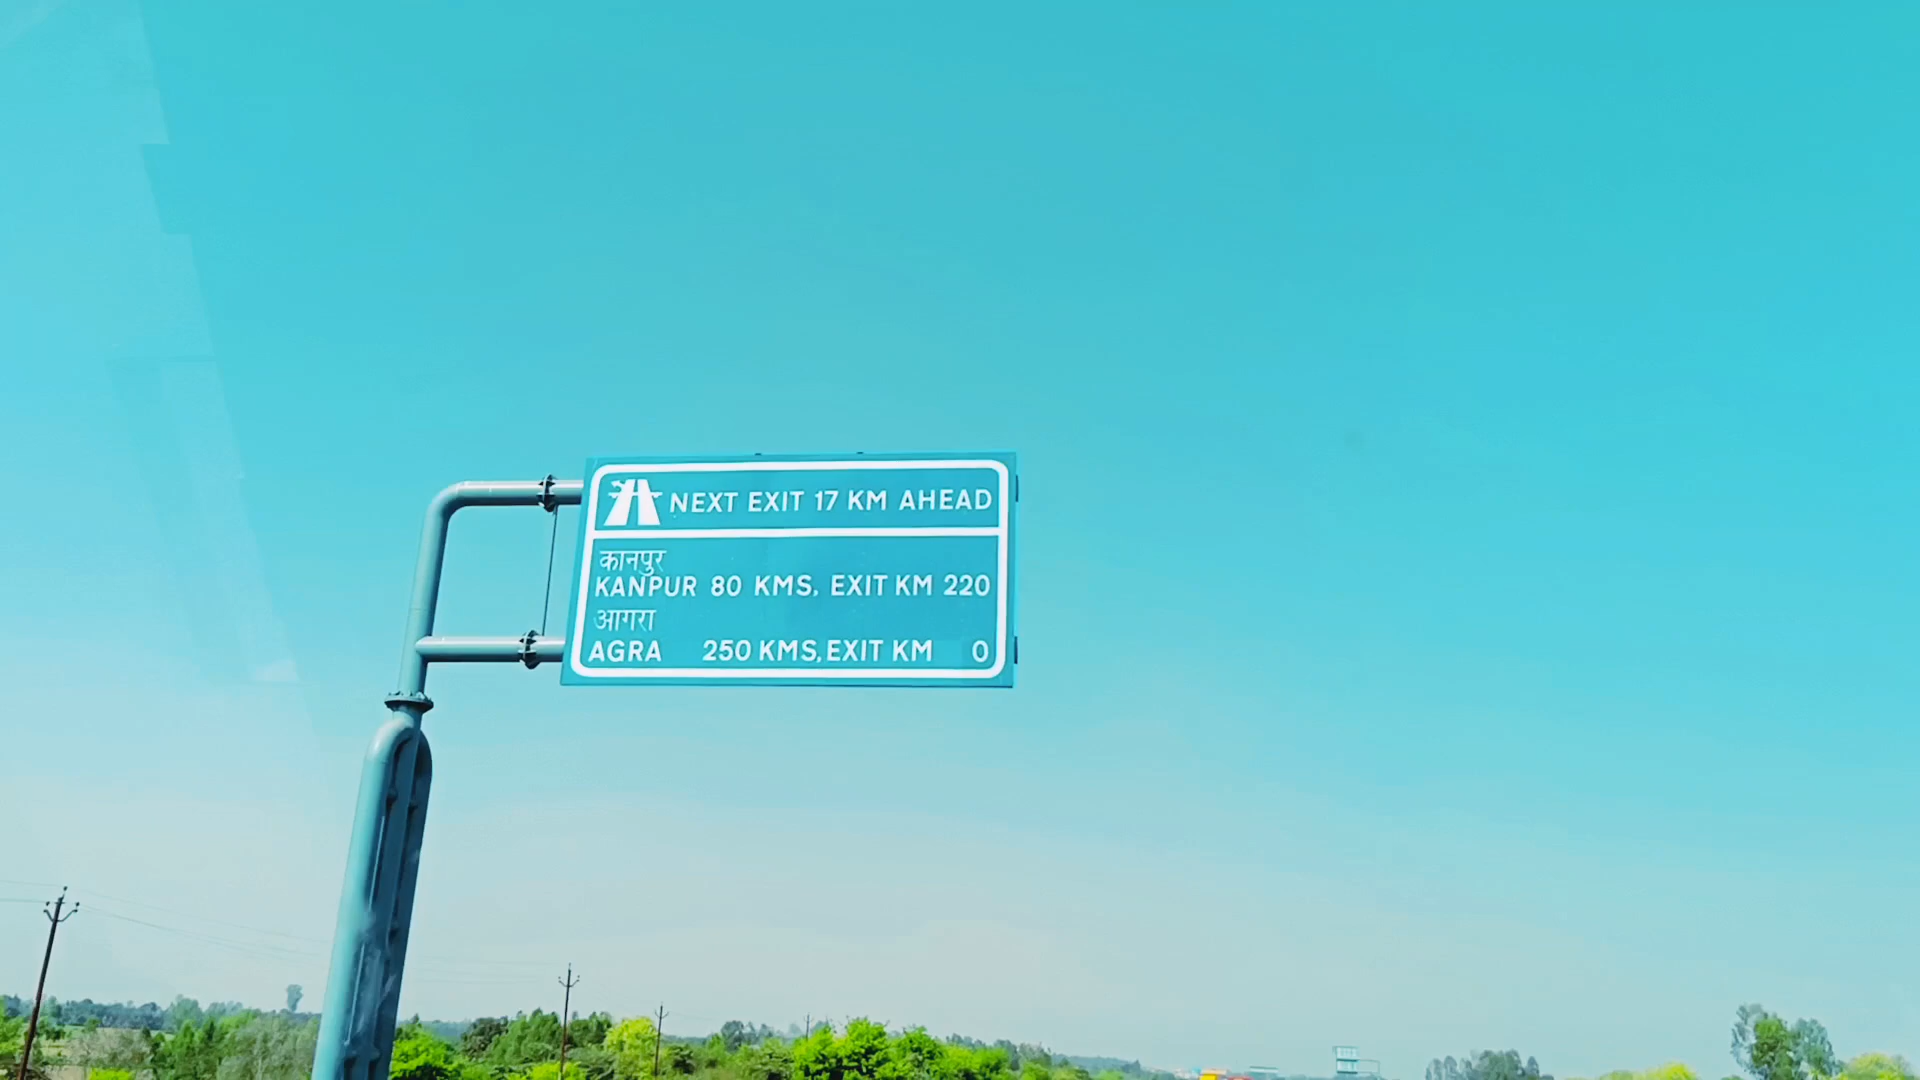 NEXT EXIT 17 KM AHEAD
कानपुर
KANPUR 80 KMS, EXIT KM 220
आगरा
AGRA 250 KMS, EXIT KM 0